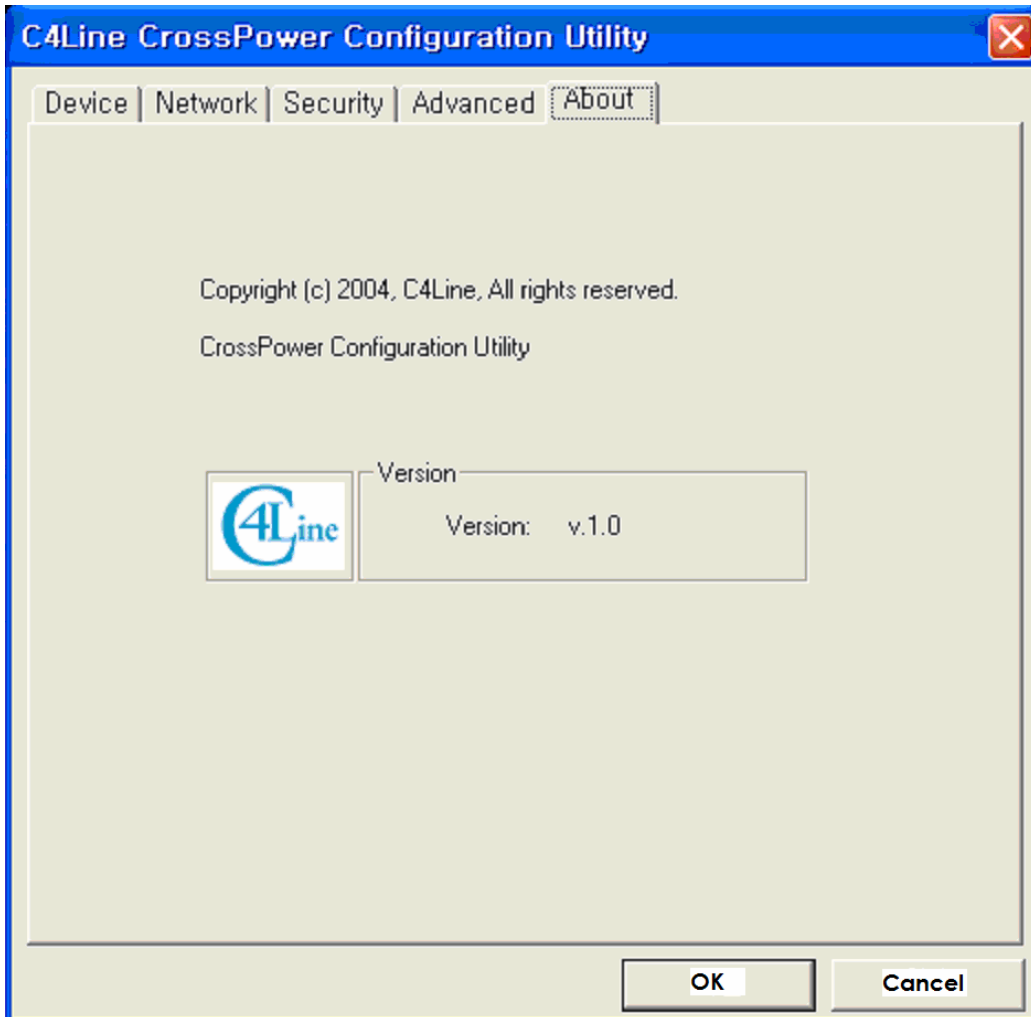 C4Line CrossPower Configuration Utility
Device Network Security Advanced About
Copyright (c) 2004, C4Line, All rights reserved.
CrossPower Configuration Utility
C4Line
Version
Version: v.1.0
OK Cancel